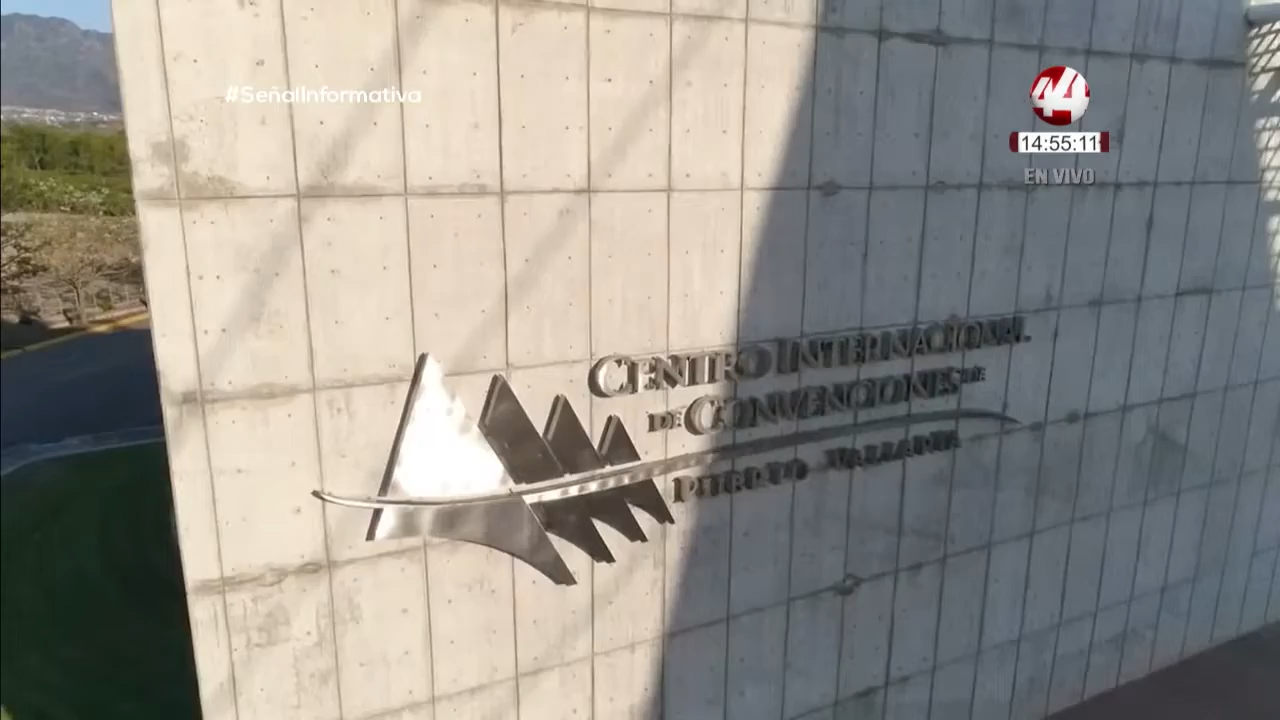 #SeñalInformativa
44
14:55:11
EN VIVO
CENTRO INTERNACIONAL
DE CONVENCIONES DE
PUERTO VALLARTA